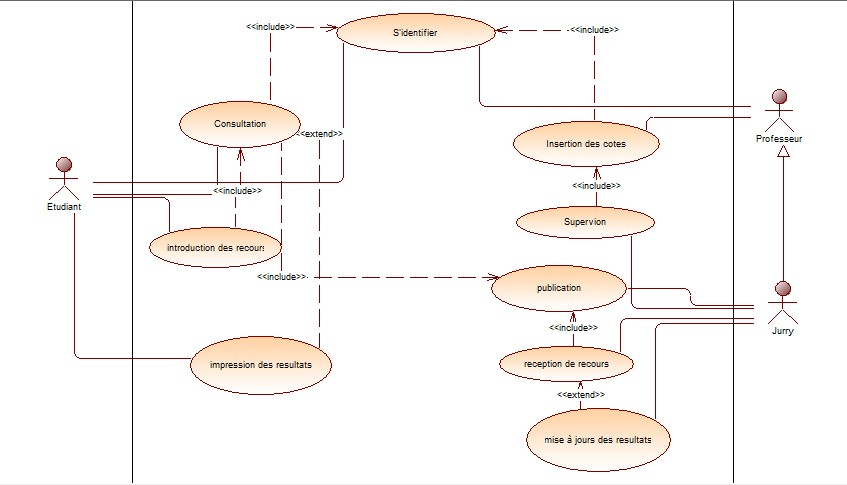 <<include>>
S'identifier
<<include>>
Consultation
<<extend>>
Insertion des cotes
Professeur
Etudiant
<<include>>
<<include>>
Supervion
introduction des recours
<<include>>
publication
Jurry
<<include>>
impression des resultats
reception de recours
<<extend>>
mise à jours des resultats